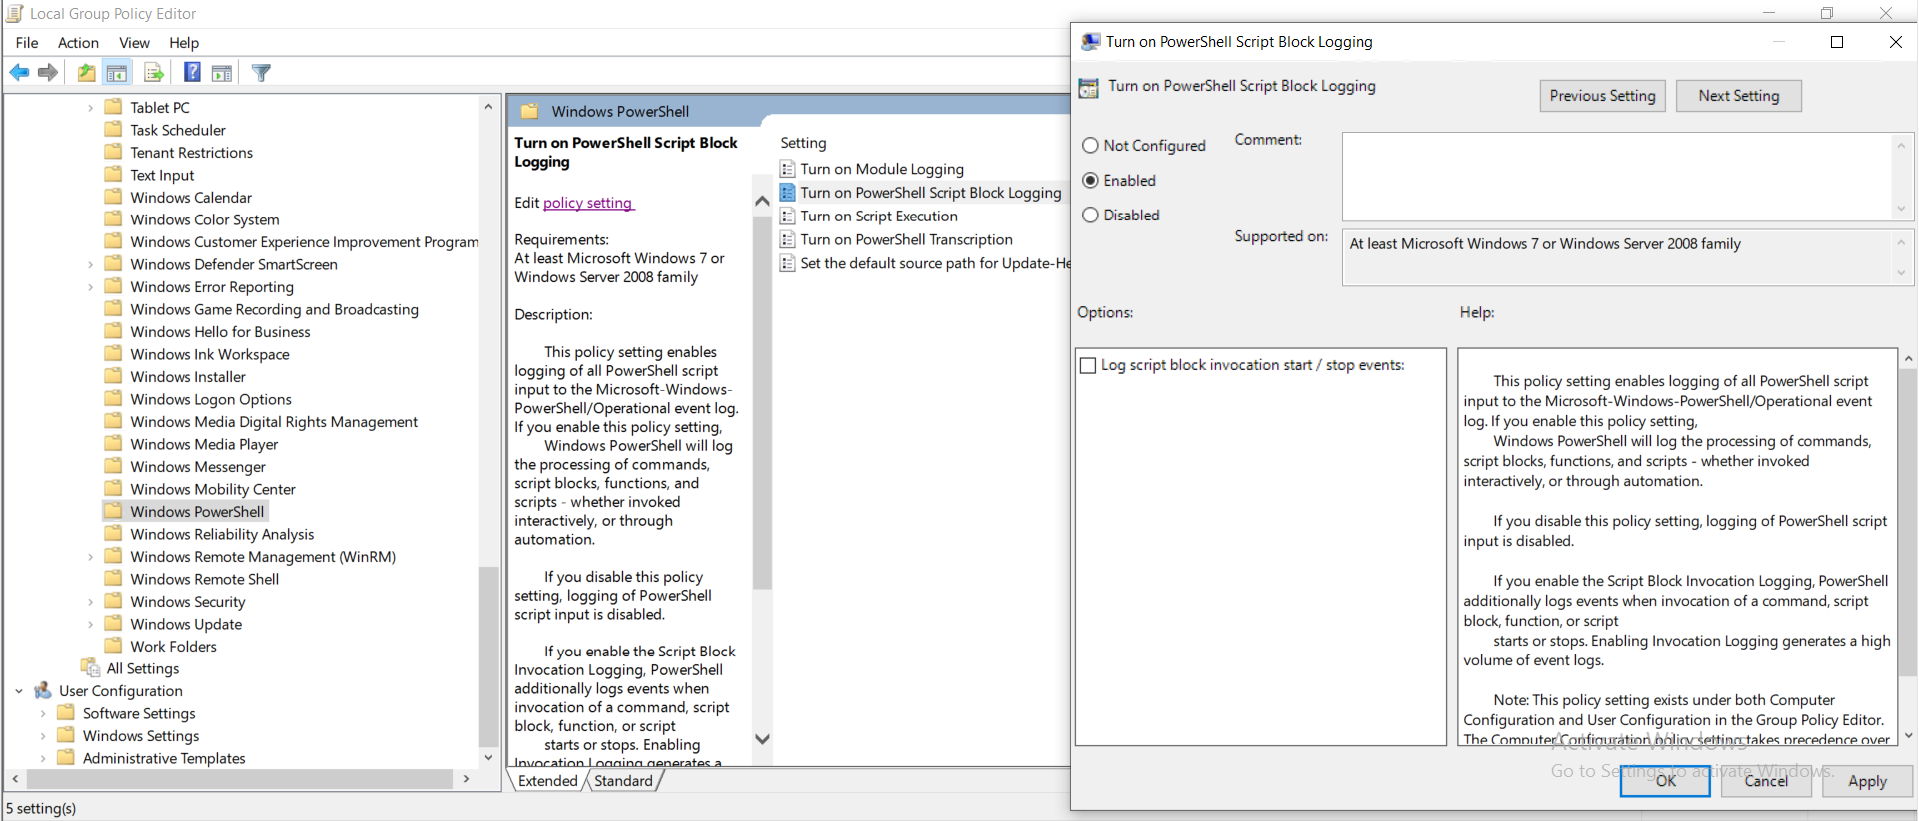 Local Group Policy Editor
File Action View Help
Tablet PC
Task Scheduler
Tenant Restrictions
Text Input
Windows Calendar
Windows Color System
Windows Customer Experience Improvement Program
Windows Defender SmartScreen
Windows Error Reporting
Windows Game Recording and Broadcasting
Windows Hello for Business
Windows Ink Workspace
Windows Installer
Windows Logon Options
Windows Media Digital Rights Management
Windows Media Player
Windows Messenger
Windows Mobility Center
Windows PowerShell
Windows Reliability Analysis
Windows Remote Management (WinRM)
Windows Remote Shell
Windows Security
Windows Update
Work Folders
All Settings
User Configuration
Software Settings
Windows Settings
Administrative Templates
5 setting(s)
Windows PowerShell
Turn on PowerShell Script Block
Logging
Edit policy setting
Requirements:
At least Microsoft Windows 7 or
Windows Server 2008 family
Description:
This policy setting enables
logging of all PowerShell script
input to the Microsoft-Windows-
PowerShell/Operational event log.
If you enable this policy setting,
Windows PowerShell will log
the processing of commands,
script blocks, functions, and
scripts - whether invoked
interactively, or through
automation.
If you disable this policy
setting, logging of PowerShell
script input is disabled.
If you enable the Script Block
Invocation Logging, PowerShell
additionally logs events when
invocation of a command, script
block, function, or script
starts or stops. Enabling
Invocation Logging generates a
Setting
Turn on Module Logging
Turn on PowerShell Script Block Logging
Turn on Script Execution
Turn on PowerShell Transcription
Set the default source path for Update-He
Extended Standard
Turn on PowerShell Script Block Logging
Turn on PowerShell Script Block Logging
Previous Setting Next Setting
Not Configured
Enabled
Disabled
Comment:
Supported on:
At least Microsoft Windows 7 or Windows Server 2008 family
Options:
Help:
Log script block invocation start / stop events:
This policy setting enables logging of all PowerShell script
input to the Microsoft-Windows-PowerShell/Operational event
log. If you enable this policy setting,
Windows PowerShell will log the processing of commands,
script blocks, functions, and scripts - whether invoked
interactively, or through automation.
If you disable this policy setting, logging of PowerShell script
input is disabled.
If you enable the Script Block Invocation Logging, PowerShell
additionally logs events when invocation of a command, script
block, function, or script
starts or stops. Enabling Invocation Logging generates a high
volume of event logs.
Note: This policy setting exists under both Computer
Configuration and User Configuration in the Group Policy Editor.
The Computer Configuration policy setting takes precedence over
Activate Windows
Go to Settings to activate Windows.
OK Cancel Apply